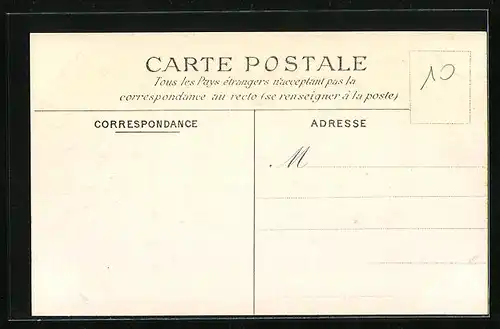 CARTE POSTALE
Tous les Pays étrangers n'acceptant pas la
correspondance au recto (se renseigner à la poste)
10
CORRESPONDANCE
ADRESSE
M